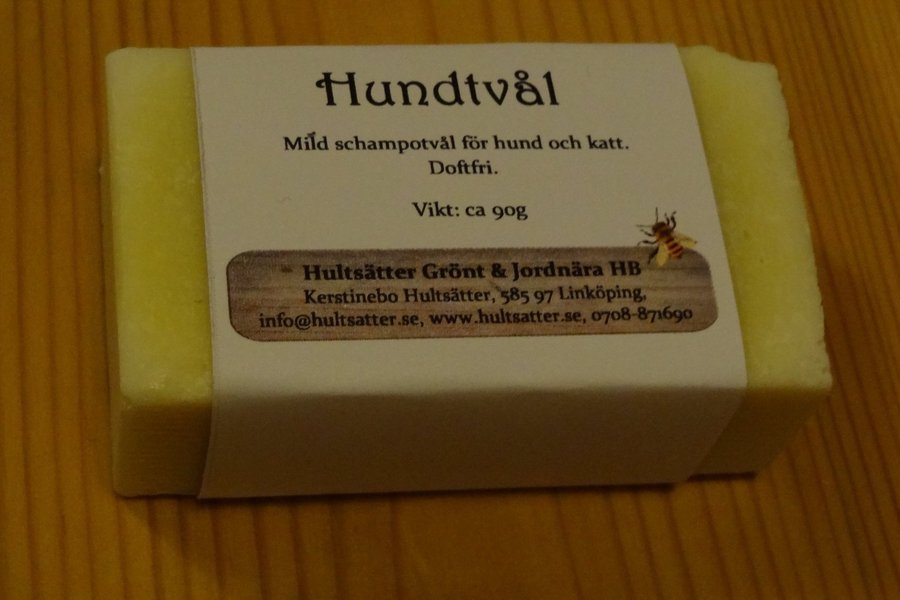 Hundtvål
Mild schampotvål för hund och katt.
Doftfri.
Vikt: ca 90g
Hultsätter Grönt & Jordnära HB
Kerstinebo Hultsätter, 585 97 Linköping,
info@hultsatter.se, www.hultsatter.se, 0708-871690